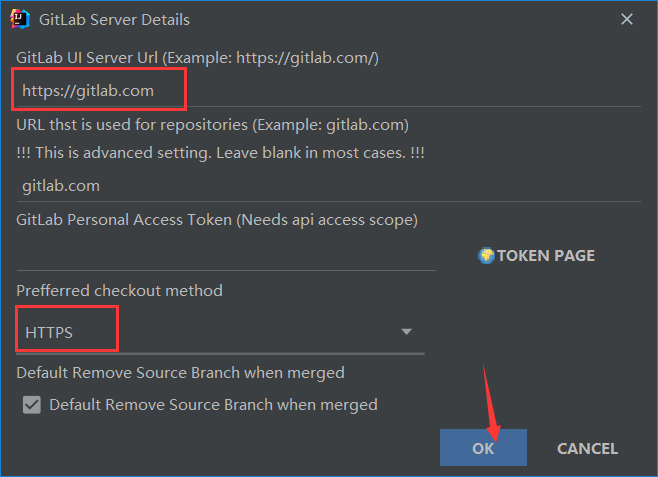 GitLab Server Details
GitLab UI Server Url (Example: https://gitlab.com/)
https://gitlab.com
URL thst is used for repositories (Example: gitlab.com)
!!! This is advanced setting. Leave blank in most cases. !!!
gitlab.com
GitLab Personal Access Token (Needs api access scope)
TOKEN PAGE
Prefferred checkout method
HTTPS
Default Remove Source Branch when merged
Default Remove Source Branch when merged
OK CANCEL